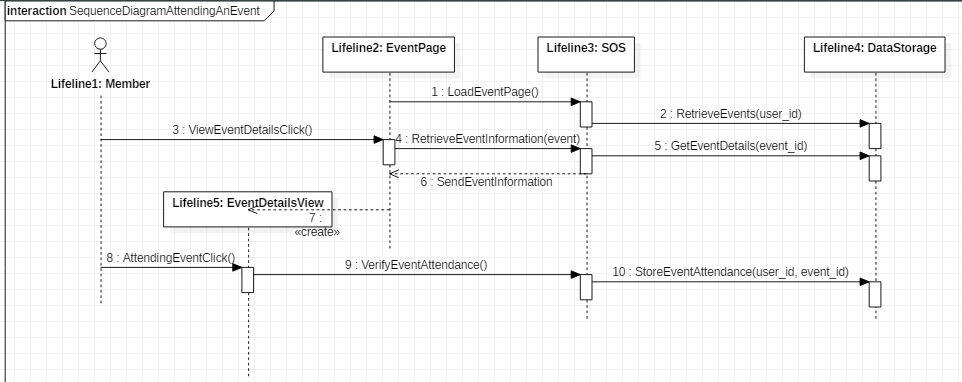 interaction SequenceDiagramAttendingAnEvent
Lifeline1: Member
Lifeline2: EventPage
Lifeline3: SOS
Lifeline4: DataStorage
1 : LoadEventPage()
2 : RetrieveEvents(user_id)
3 : ViewEventDetailsClick()
4 : RetrieveEventInformation(event)
5 : GetEventDetails(event_id)
6 : SendEventInformation
Lifeline5: EventDetailsView
7 :
«create»
8 : AttendingEventClick()
9 : VerifyEventAttendance()
10 : StoreEventAttendance(user_id, event_id)